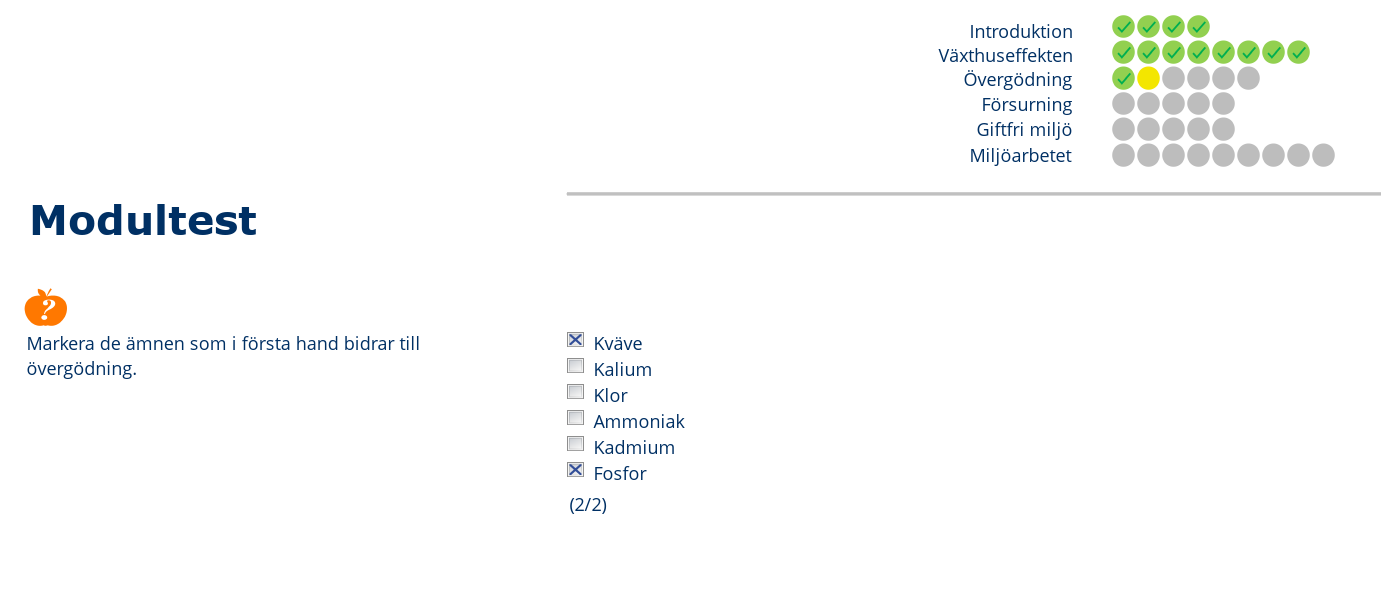 Introduktion
Växthuseffekten
Övergödning
Försurning
Giftfri miljö
Miljöarbetet
Modultest
?
Markera de ämnen som i första hand bidrar till
övergödning.
Kväve
Kalium
Klor
Ammoniak
Kadmium
Fosfor
(2/2)